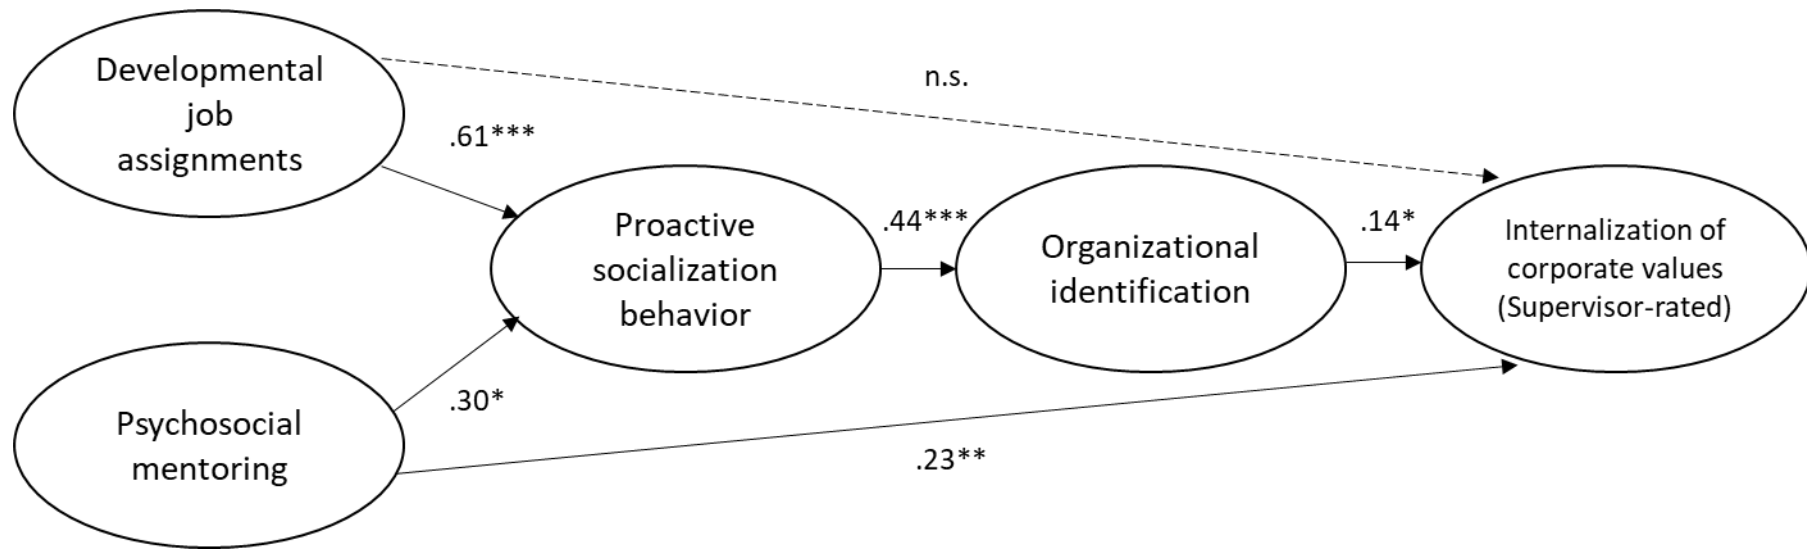 Developmental
job
assignments
n.s.
.61***
Proactive
socialization
behavior
.44***
Organizational
identification
.14*
Internalization of
corporate values
(Supervisor-rated)
Psychosocial
mentoring
.30*
.23**